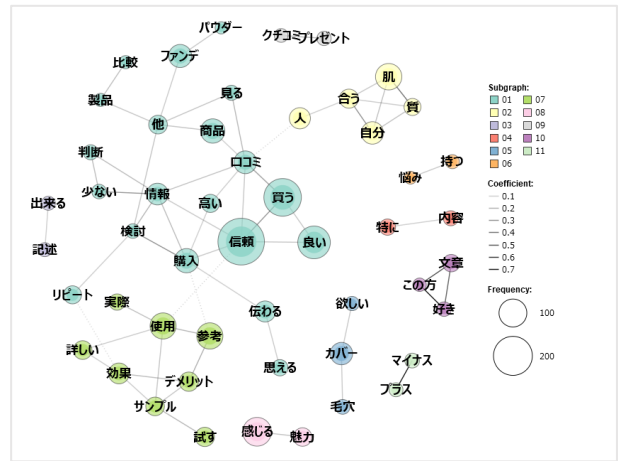 パウダー
クチコミ プレゼント
ファンデ
比較
肌
見る
製品
合う
質
人
他
商品
自分
判断
口コミ
持つ
悩み
少ない
情報
買う
出来る
高い
内容
特に
検討
信頼
良い
記述
購入
文章
この方
リピート
実際
欲しい
好き
伝わる
使用
参考
詳しい
カバー
マイナス
思える
効果
デメリット
プラス
サンプル
毛穴
感じる
魅力
試す
Subgraph:
01 07
02 08
03 09
04 10
05 11
06
Coefficient:
0.1
0.2
0.3
0.4
0.5
0.6
0.7
Frequency:
100
200